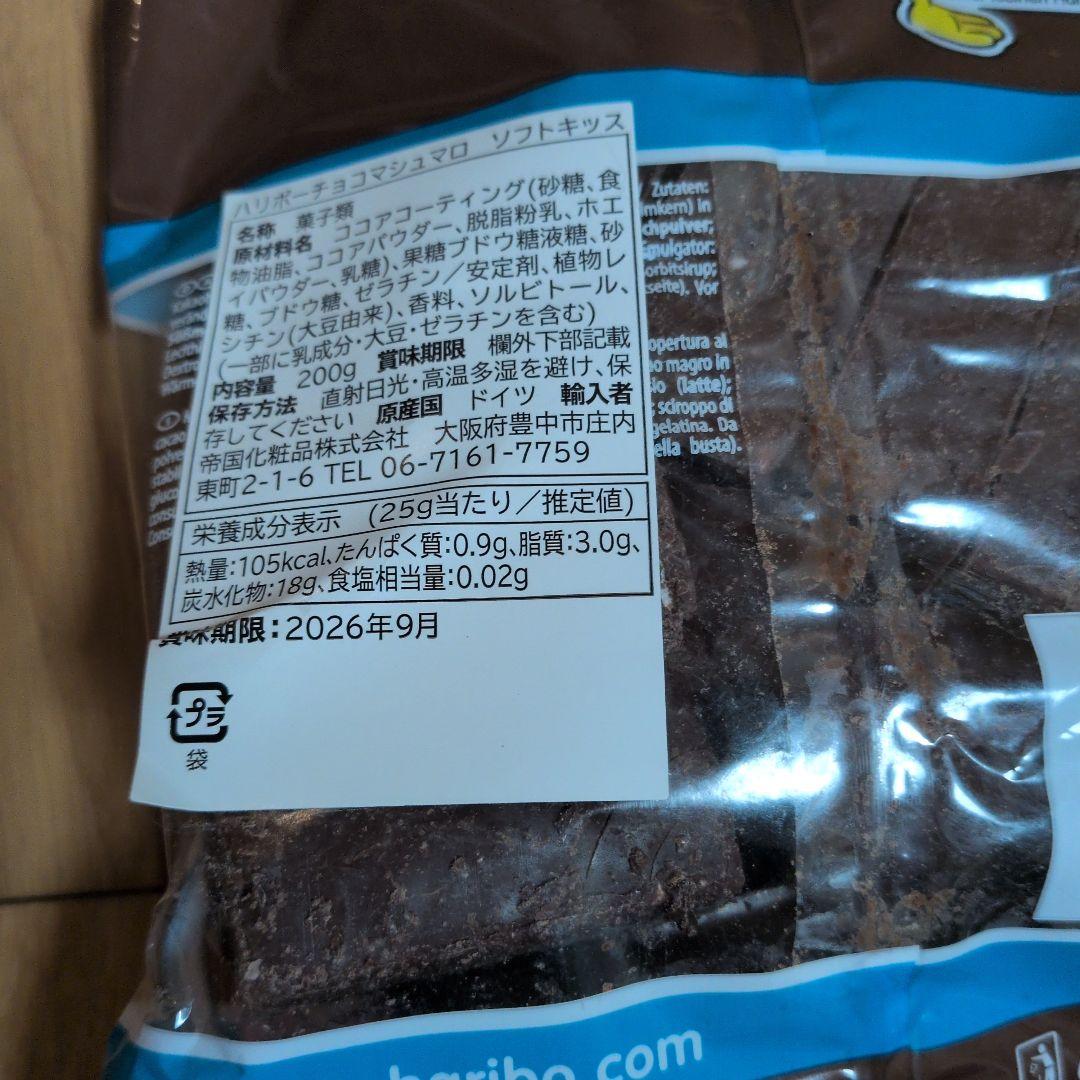 ハリボーチョコマシュマロ ソフトキッス
名称 菓子類
原材料名 ココアコーティング(砂糖、食
物油脂、ココアパウダー、脱脂粉乳、ホエ
イパウダー、乳糖)、果糖ブドウ糖液糖、砂
糖、ブドウ糖、ゼラチン/安定剤、植物レ
シチン(大豆由来)、香料、ソルビトール、
(一部に乳成分・大豆・ゼラチンを含む)
内容量 200g 賞味期限 欄外下部記載
保存方法 直射日光・高温多湿を避け、保
存してください 原産国 ドイツ 輸入者
帝国化粧品株式会社 大阪府豊中市庄内
東町2-1-6 TEL 06-7161-7759
栄養成分表示 (25g当たり/推定値)
熱量:105kcal、たんぱく質:0.9g、脂質:3.0g、
炭水化物:18g、食塩相当量:0.02g
賞味期限:2026年9月
プラ
袋
Zutaten:
in
Vor
opertura al
magro in
(latte);
sciroppo di
gelatina. Da
busta).
haribo.com